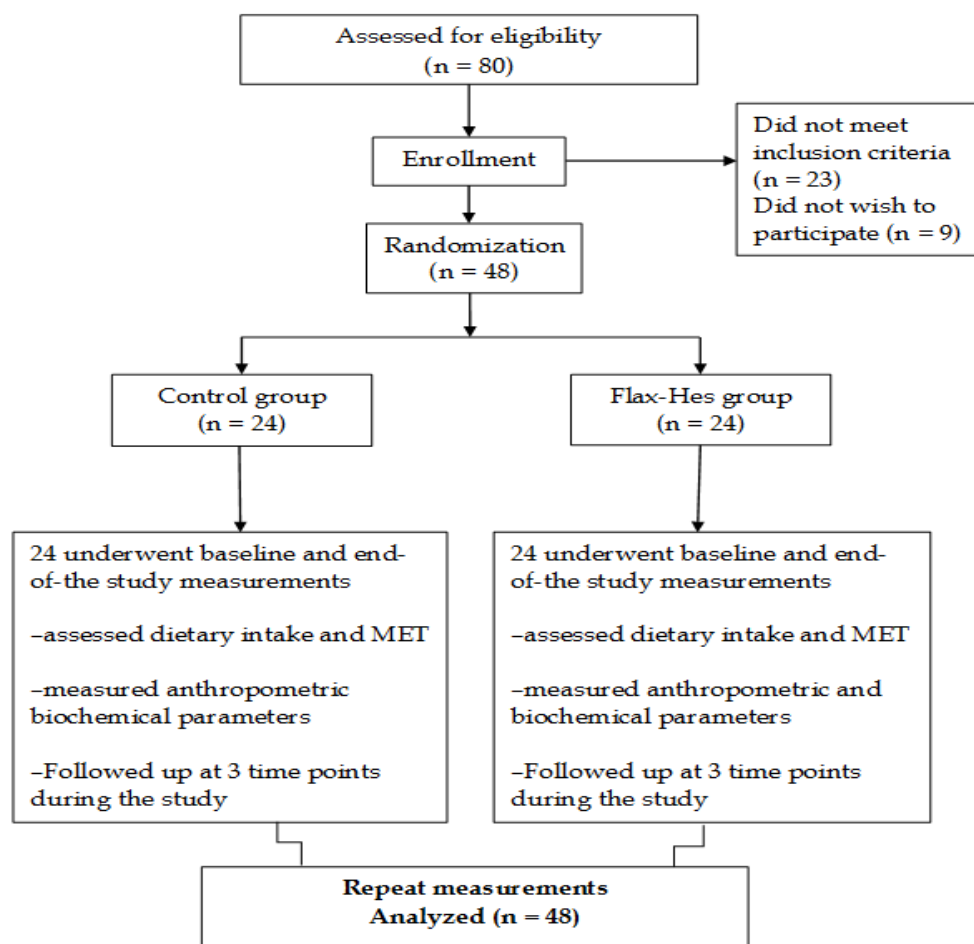 Assessed for eligibility
(n = 80)
Enrollment
Did not meet
inclusion criteria
(n = 23)
Did not wish to
participate (n = 9)
Randomization
(n = 48)
Control group
(n = 24)
Flax-Hes group
(n = 24)
24 underwent baseline and end-
of-the study measurements
–assessed dietary intake and MET
–measured anthropometric
biochemical parameters
–Followed up at 3 time points
during the study
24 underwent baseline and end-
of-the study measurements
–assessed dietary intake and MET
–measured anthropometric and
biochemical parameters
–Followed up at 3 time points
during the study
Repeat measurements
Analyzed (n = 48)